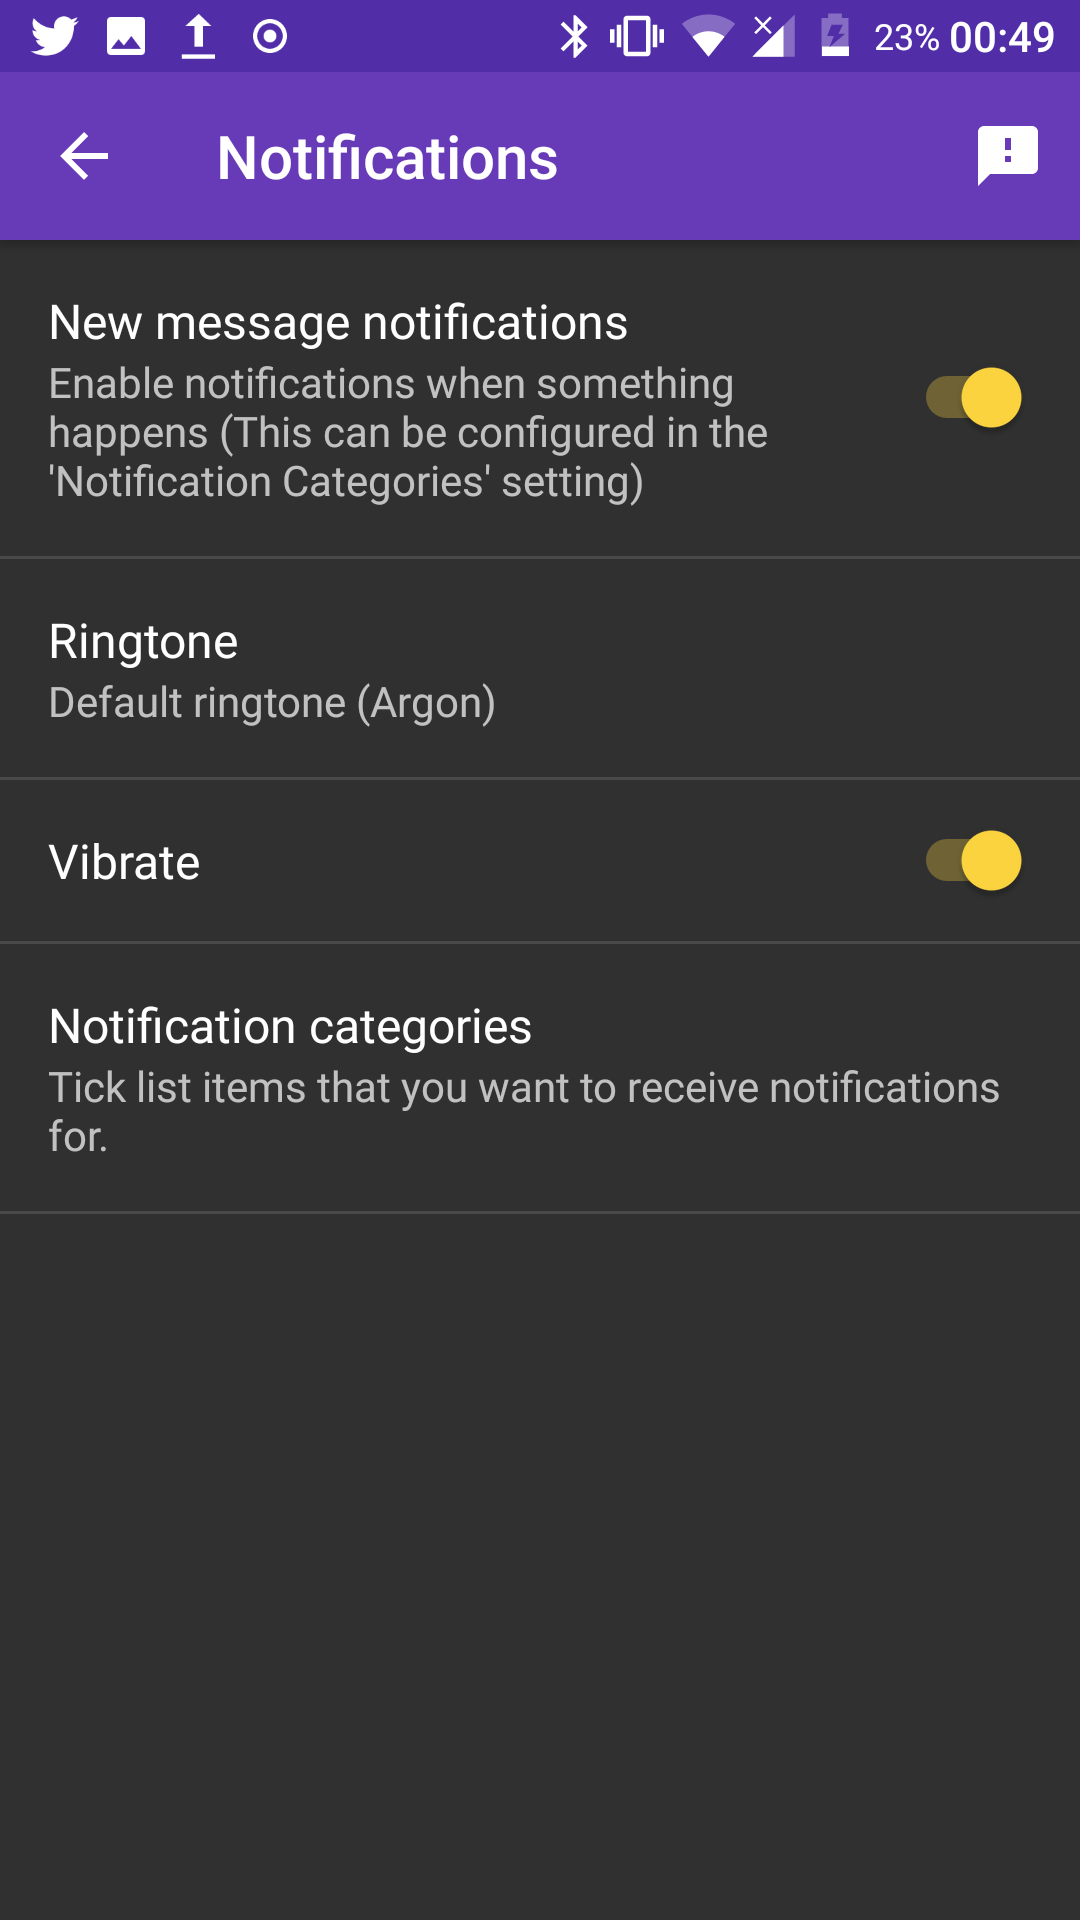 23% 00:49
Notifications
New message notifications
Enable notifications when something
happens (This can be configured in the
'Notification Categories' setting)
Ringtone
Default ringtone (Argon)
Vibrate
Notification categories
Tick list items that you want to receive notifications
for.